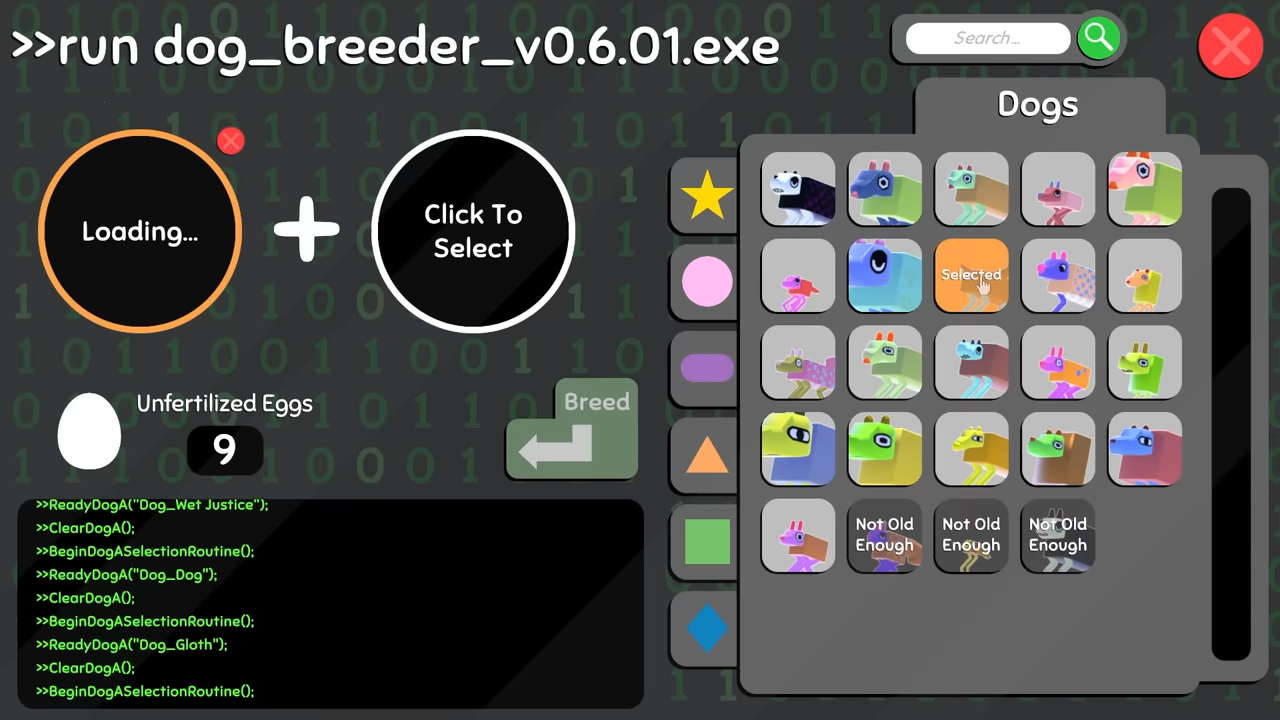 >>run dog_breeder_v0.6.01.exe
Search...
Dogs
Loading...
Click To
Select
Selected
Unfertilized Eggs
9
Breed
Not Old
Enough
Not Old
Enough
Not Old
Enough
>>ReadyDogA("Dog_Wet Justice");
>>ClearDogA();
>>BeginDogASelectionRoutine();
>>ReadyDogA("Dog_Dog");
>>ClearDogA();
>>BeginDogASelectionRoutine();
>>ReadyDogA("Dog_Gloth");
>>ClearDogA();
>>BeginDogASelectionRoutine();